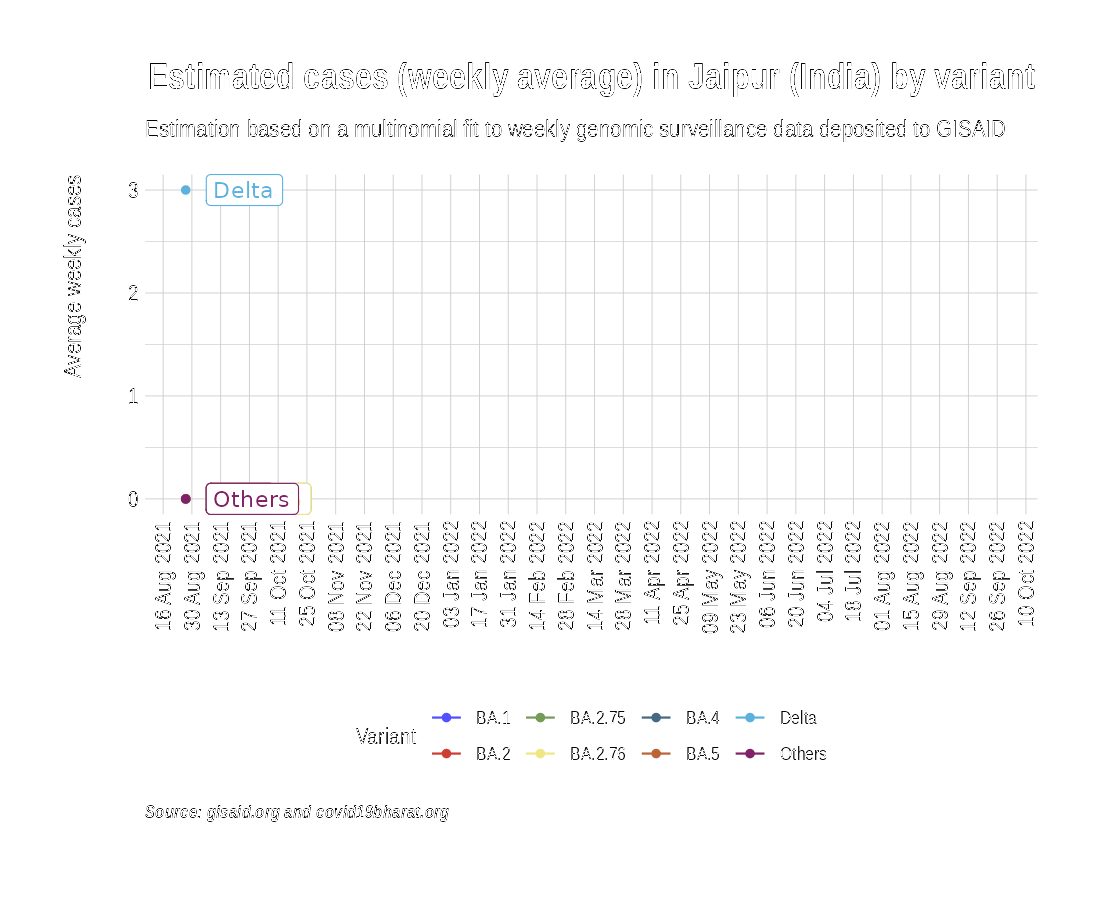 Estimated cases (weekly average) in Jaipur (India) by variant
Estimation based on a multinomial fit to weekly genomic surveillance data deposited to GISAID
Average weekly cases
3
2
1
0
Delta
Others
16 Aug 2021
30 Aug 2021
13 Sep 2021
27 Sep 2021
11 Oct 2021
25 Oct 2021
08 Nov 2021
22 Nov 2021
06 Dec 2021
20 Dec 2021
03 Jan 2022
17 Jan 2022
31 Jan 2022
14 Feb 2022
28 Feb 2022
14 Mar 2022
28 Mar 2022
11 Apr 2022
25 Apr 2022
09 May 2022
23 May 2022
06 Jun 2022
20 Jun 2022
04 Jul 2022
18 Jul 2022
01 Aug 2022
15 Aug 2022
29 Aug 2022
12 Sep 2022
26 Sep 2022
10 Oct 2022
Variant
BA.1 BA.2.75 BA.4 Delta
BA.2 BA.2.76 BA.5 Others
Source: gisaid.org and covid19bharat.org